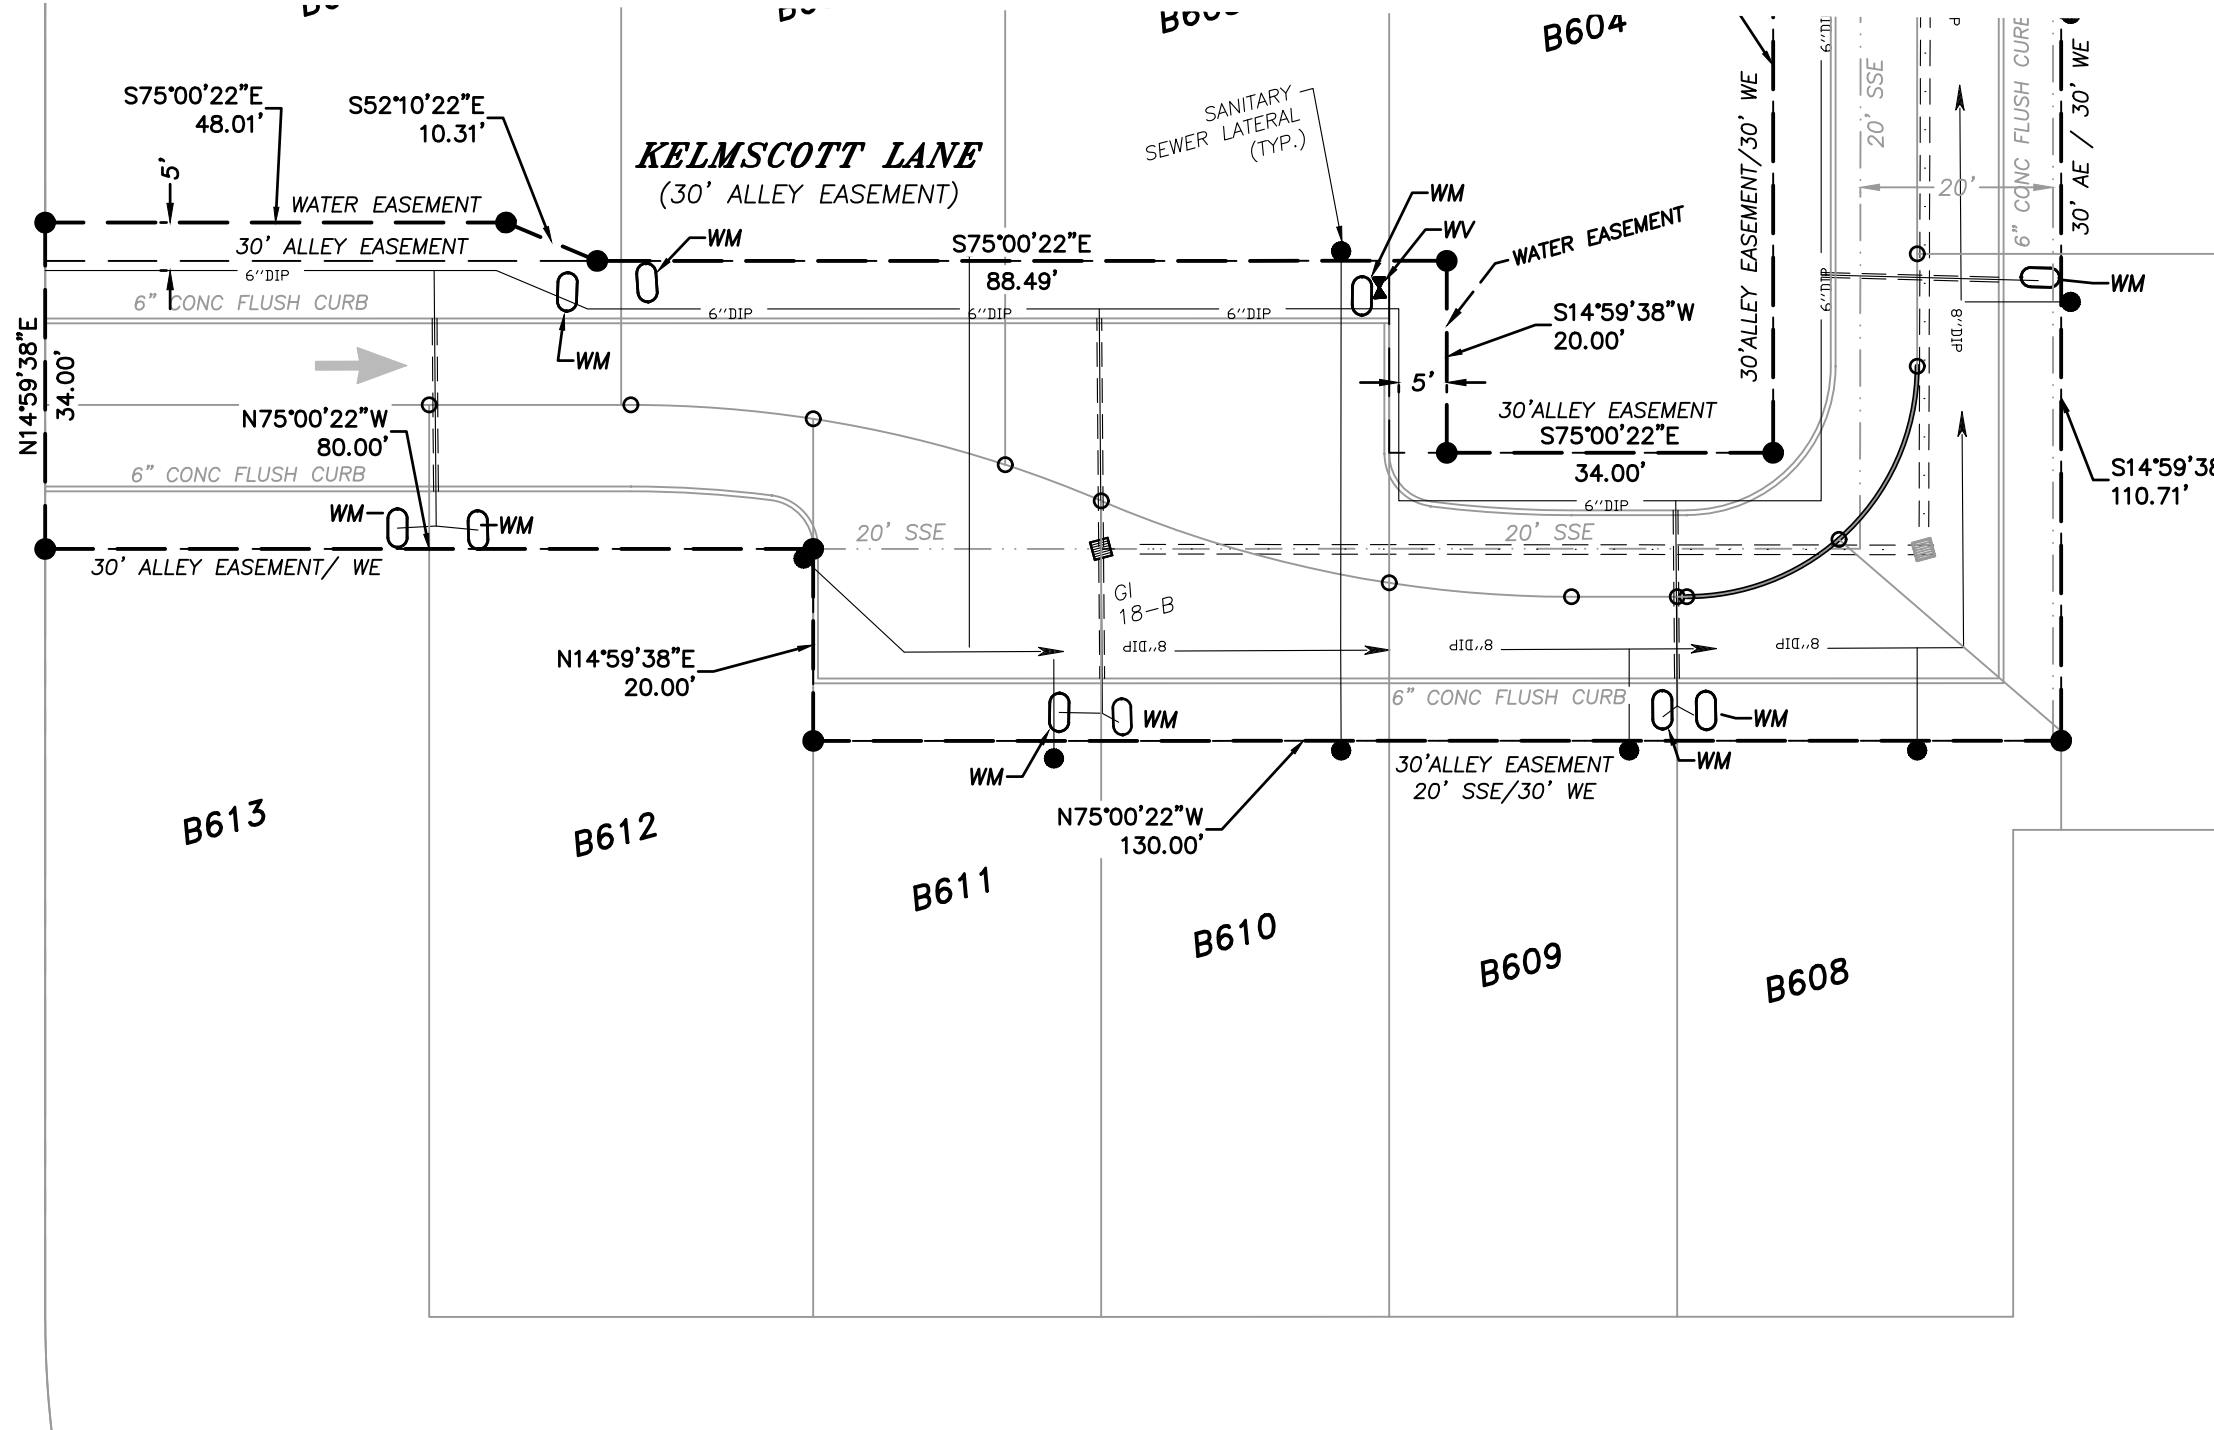 B604
S75°00'22"E
48.01'
S52°10'22"E
10.31'
5'
KELMSCOTT LANE
(30' ALLEY EASEMENT)
SANITARY
SEWER LATERAL
(TYP.)
WATER EASEMENT
30' ALLEY EASEMENT
6''DIP
6" CONC FLUSH CURB
WM
WM
S75°00'22"E
88.49'
6''DIP
6''DIP
6''DIP
WM
WV
WATER EASEMENT
S14°59'38"W
20.00'
5'
30'ALLEY EASEMENT
S75°00'22"E
34.00'
30'ALLEY EASEMENT/30' WE
6''DIP
6''DIP
20' SSE
20'
6" CONC FLUSH CURB
30' AE / 30' WE
8''DIP
WM
S14°59'38
110.71'
N14°59'38"E
34.00'
N75°00'22"W
80.00'
6" CONC FLUSH CURB
WM
WM
30' ALLEY EASEMENT/ WE
20' SSE
20' SSE
6''DIP
GI
18-B
8''DIP
8''DIP
8''DIP
N14°59'38"E
20.00'
6" CONC FLUSH CURB
WM
WM
WM
WM
30'ALLEY EASEMENT
20' SSE/30' WE
N75°00'22"W
130.00'
B613
B612
B611
B610
B609
B608